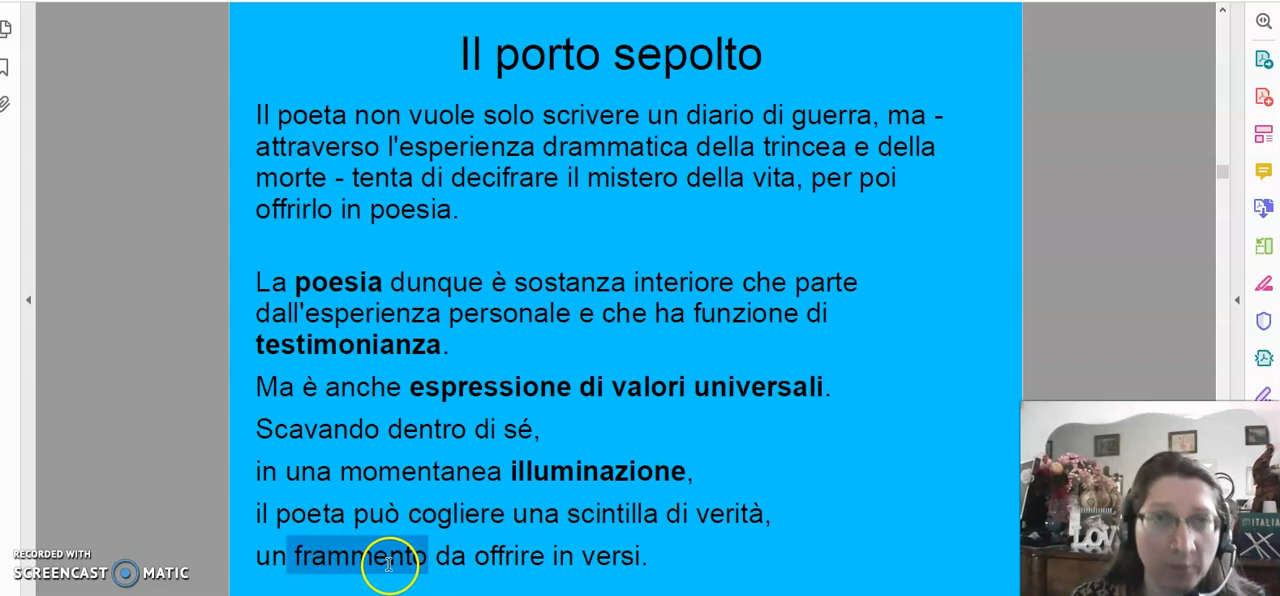 Il porto sepolto
Il poeta non vuole solo scrivere un diario di guerra, ma -
attraverso l'esperienza drammatica della trincea e della
morte - tenta di decifrare il mistero della vita, per poi
offrirlo in poesia.
La poesia dunque è sostanza interiore che parte
dall'esperienza personale e che ha funzione di
testimonianza.
Ma è anche espressione di valori universali.
Scavando dentro di sé,
in una momentanea illuminazione,
il poeta può cogliere una scintilla di verità,
un frammento da offrire in versi.
RECORDED WITH
SCREENCAST MATIC
LOV
ITALIA